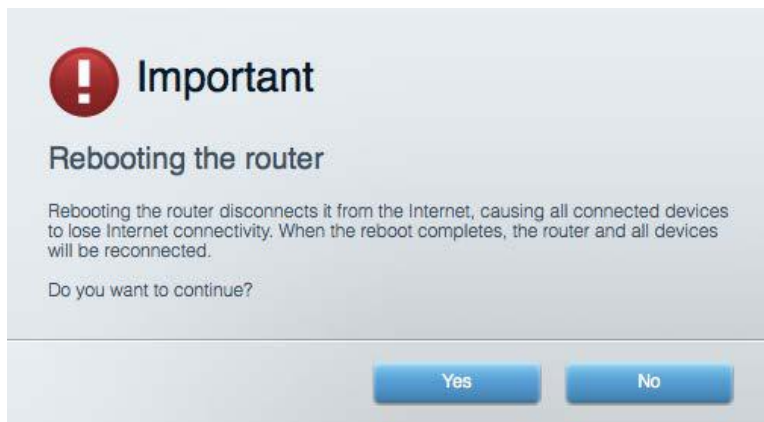 Important
Rebooting the router
Rebooting the router disconnects it from the Internet, causing all connected devices
to lose Internet connectivity. When the reboot completes, the router and all devices
will be reconnected.
Do you want to continue?
Yes No